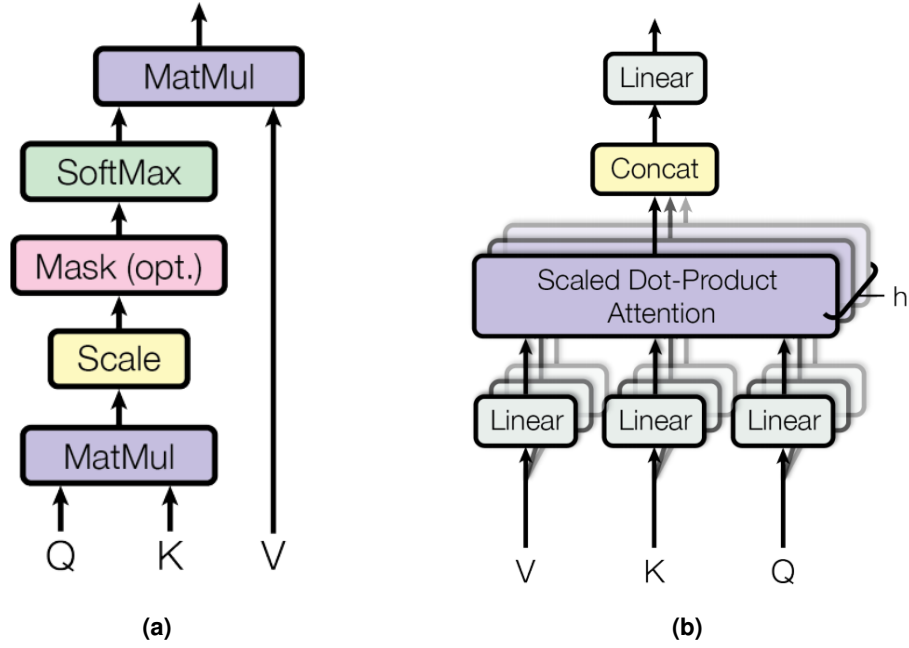 MatMul
SoftMax
Mask (opt.)
Scale
MatMul
Q K V
(a)
Linear
Concat
Scaled Dot-Product
Attention
h
Linear Linear Linear
V K Q
(b)